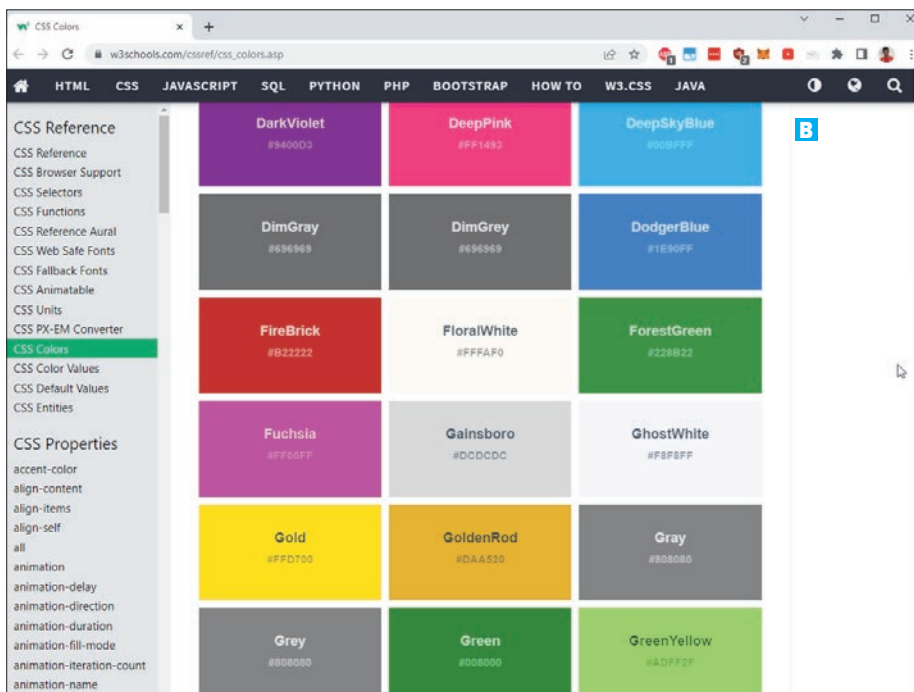 CSS Colors
w3schools.com/cssref/css_colors.asp
HTML CSS JAVASCRIPT SQL PYTHON PHP BOOTSTRAP HOW TO W3.CSS JAVA
CSS Reference
CSS Reference
CSS Browser Support
CSS Selectors
CSS Functions
CSS Reference Aural
CSS Web Safe Fonts
CSS Fallback Fonts
CSS Animatable
CSS Units
CSS PX-EM Converter
CSS Colors
CSS Color Values
CSS Default Values
CSS Entities
CSS Properties
accent-color
align-content
align-items
align-self
all
animation
animation-delay
animation-direction
animation-duration
animation-fill-mode
animation-iteration-count
animation-name
DarkViolet
#9400D3
DeepPink
#FF1493
DeepSkyBlue
#00BFFF
DimGray
#696969
DimGrey
#696969
DodgerBlue
#1E90FF
FireBrick
#B22222
FloralWhite
#FFFAF0
ForestGreen
#228B22
Fuchsia
#FF00FF
Gainsboro
#DCDCDC
GhostWhite
#F8F8FF
Gold
#FFD700
GoldenRod
#DAA520
Gray
#808080
Grey
#808080
Green
#008000
GreenYellow
#ADFF2F
B